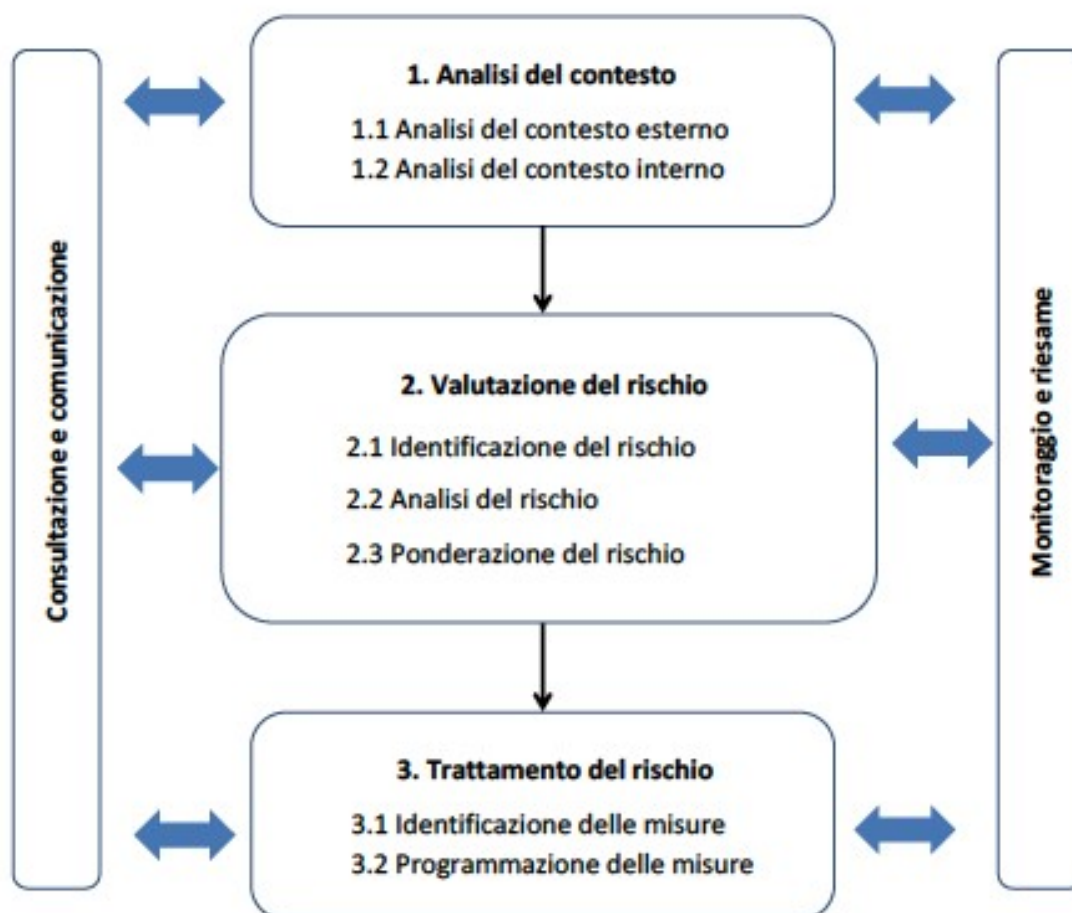 Consultazione e comunicazione
1. Analisi del contesto
1.1 Analisi del contesto esterno
1.2 Analisi del contesto interno
2. Valutazione del rischio
2.1 Identificazione del rischio
2.2 Analisi del rischio
2.3 Ponderazione del rischio
3. Trattamento del rischio
3.1 Identificazione delle misure
3.2 Programmazione delle misure
Monitoraggio e riesame